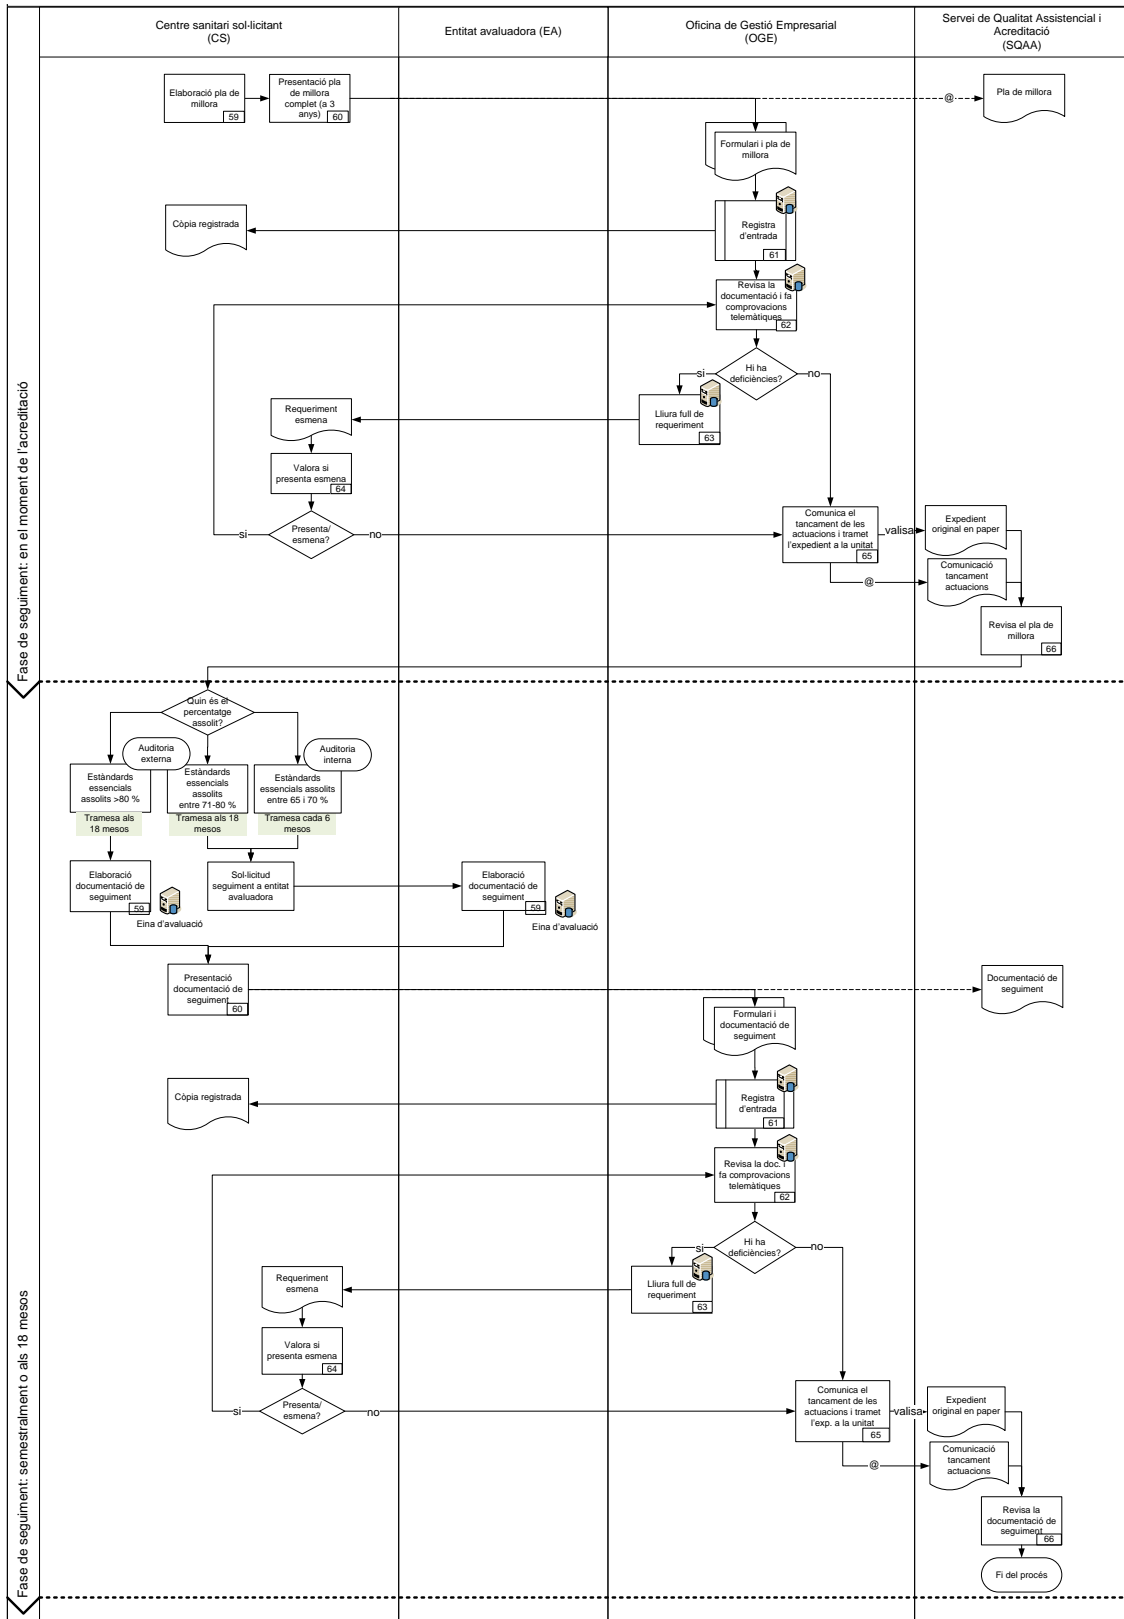 Centre sanitari sol·licitant
(CS)
Entitat avaluadora (EA)
Oficina de Gestió Empresarial
(OGE)
Servei de Qualitat Assistencial i
Acreditació
(SQAA)
Fase de seguiment: en el moment de l'acreditació
Elaboració pla de
millora
59
Presentació pla
de millora
complet (a 3
anys)
60
@
Pla de millora
Formulari i pla de
millora
Còpia registrada
Registra
d'entrada
61
Revisa la
documentació i fa
comprovacions
telemàtiques
62
Hi ha
deficiències?
si
no
Requeriment
esmena
Lliura full de
requeriment
63
Valora si
presenta esmena
64
Presenta/
esmena?
si
no
Comunica el
tancament de les
actuacions i tramet
l'expedient a la unitat
65
valisa
Expedient
original en paper
@
Comunicació
tancament
actuacions
Revisa el pla de
millora
66
Fase de seguiment: semestralment o als 18 mesos
Quin és el
percentatge
assolit?
Auditoria
externa
Auditoria
interna
Estàndards
essencials
assolits >80 %
Estàndards
essencials
assolits
entre 71-80 %
Estàndards
essencials assolits
entre 65 i 70 %
Tramesa als
18 mesos
Tramesa als 18
mesos
Tramesa cada 6
mesos
Elaboració
documentació de
seguiment
59
Eina d'avaluació
Sol·licitud
seguiment a entitat
avaluadora
Elaboració
documentació de
seguiment
59
Eina d'avaluació
Presentació
documentació de
seguiment
60
Documentació de
seguiment
Formulari i
documentació de
seguiment
Còpia registrada
Registra
d'entrada
61
Revisa la doc. i
fa comprovacions
telemàtiques
62
Hi ha
deficiències?
si
no
Requeriment
esmena
Lliura full de
requeriment
63
Valora si
presenta esmena
64
Presenta/
esmena?
si
no
Comunica el
tancament de les
actuacions i tramet
l'exp. a la unitat
65
valisa
Expedient
original en paper
@
Comunicació
tancament
actuacions
Revisa la
documentació de
seguiment
66
Fi del procés